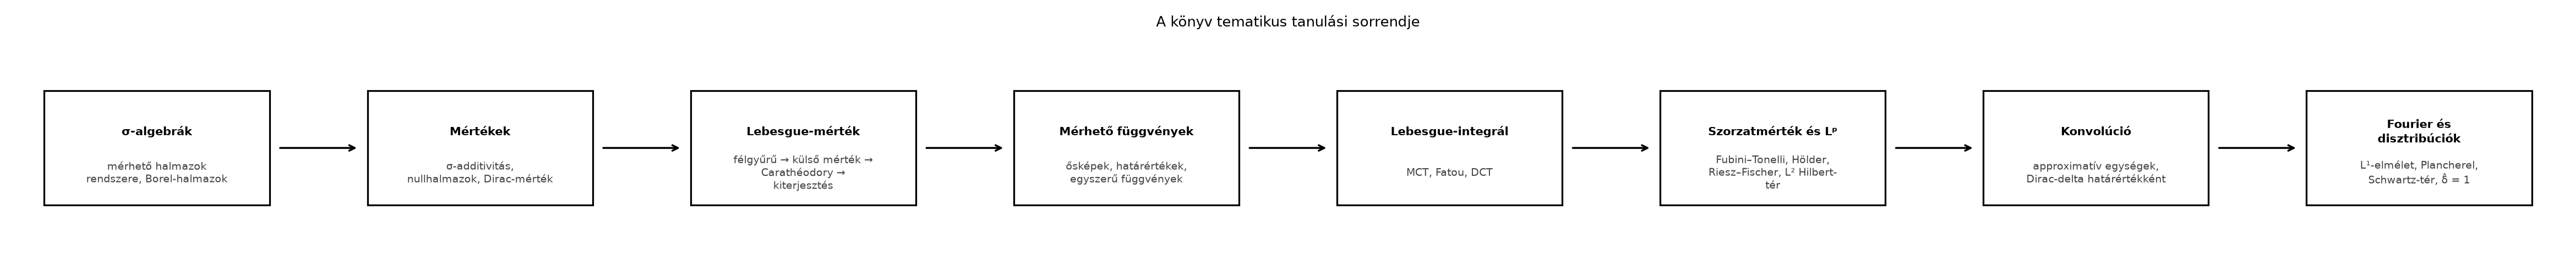 A könyv tematikus tanulási sorrendje
σ-algebrák
mérhető halmazok
rendszere, Borel-halmazok
Mértékek
σ-additivitás,
nullhalmazok, Dirac-mérték
Lebesgue-mérték
félgyűrű → külső mérték →
Carathéodory →
kiterjesztés
Mérhető függvények
ősképek, határértékek,
egyszerű függvények
Lebesgue-integrál
MCT, Fatou, DCT
Szorzatmérték és Lᵖ
Fubini–Tonelli, Hölder,
Riesz–Fischer, L² Hilbert-
tér
Konvolúció
approximatív egységek,
Dirac-delta határértékként
Fourier és
disztribúciók
L¹-elmélet, Plancherel,
Schwartz-tér, δ̂ = 1